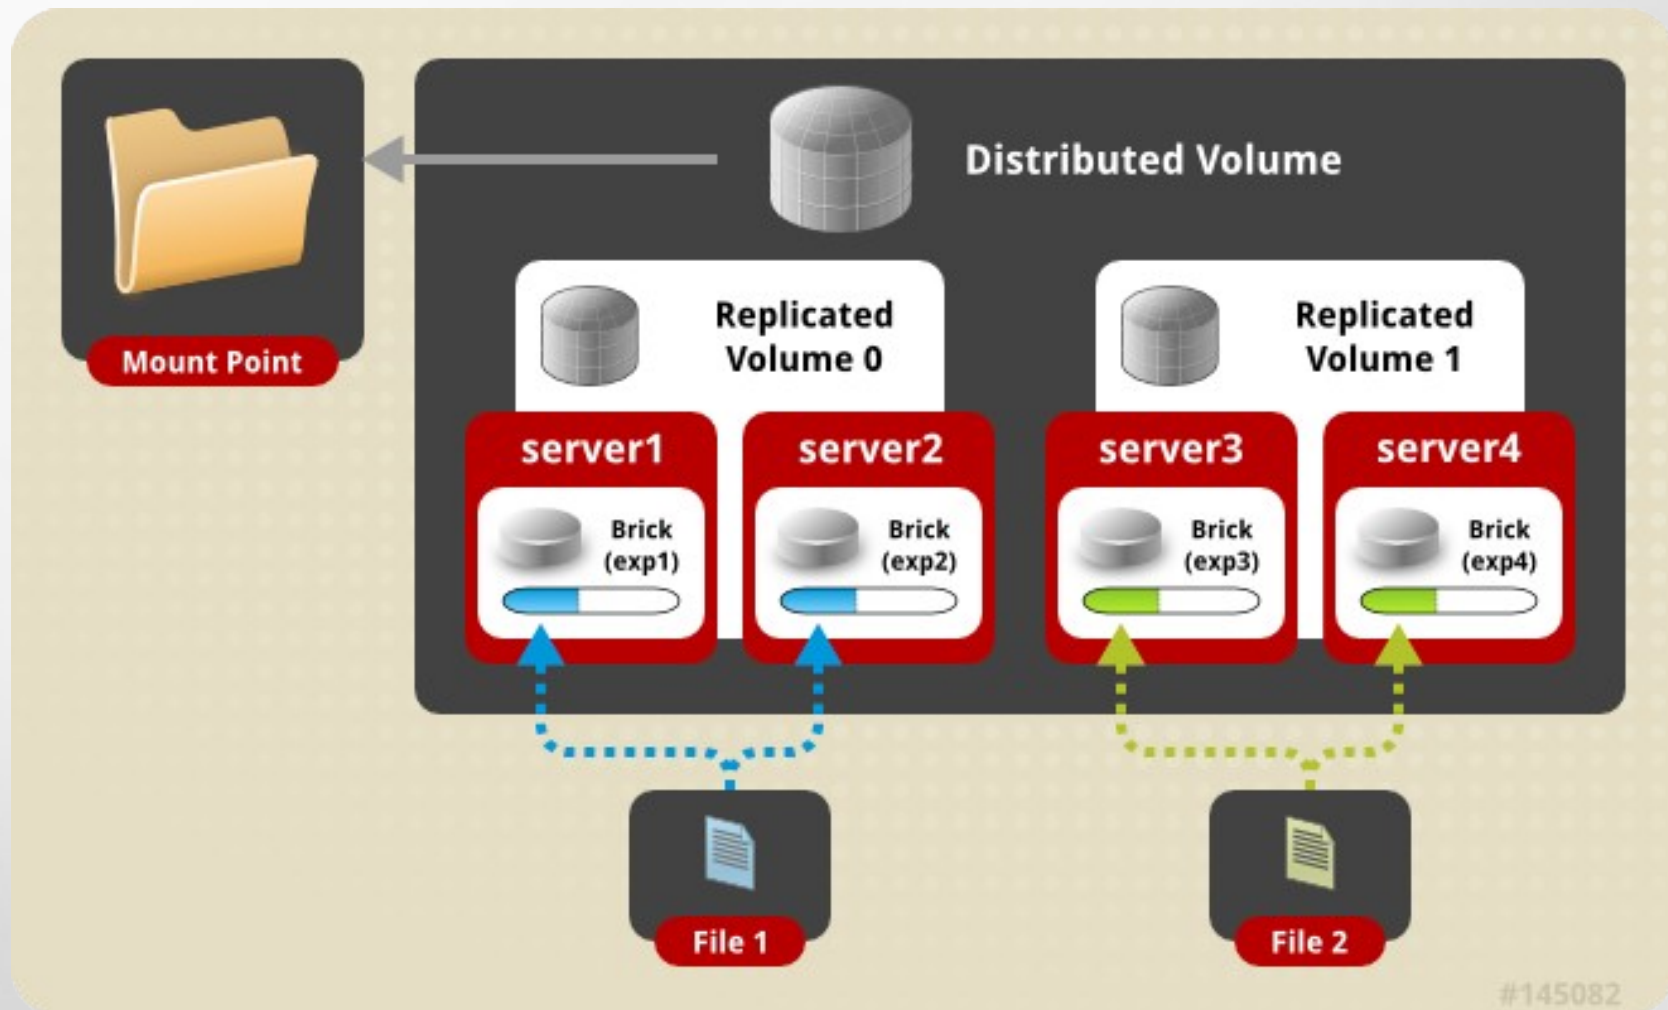 Distributed Volume
Mount Point
Replicated
Volume 0
Replicated
Volume 1
server1
Brick
(exp1)
server2
Brick
(exp2)
server3
Brick
(exp3)
server4
Brick
(exp4)
File 1
File 2
#145082